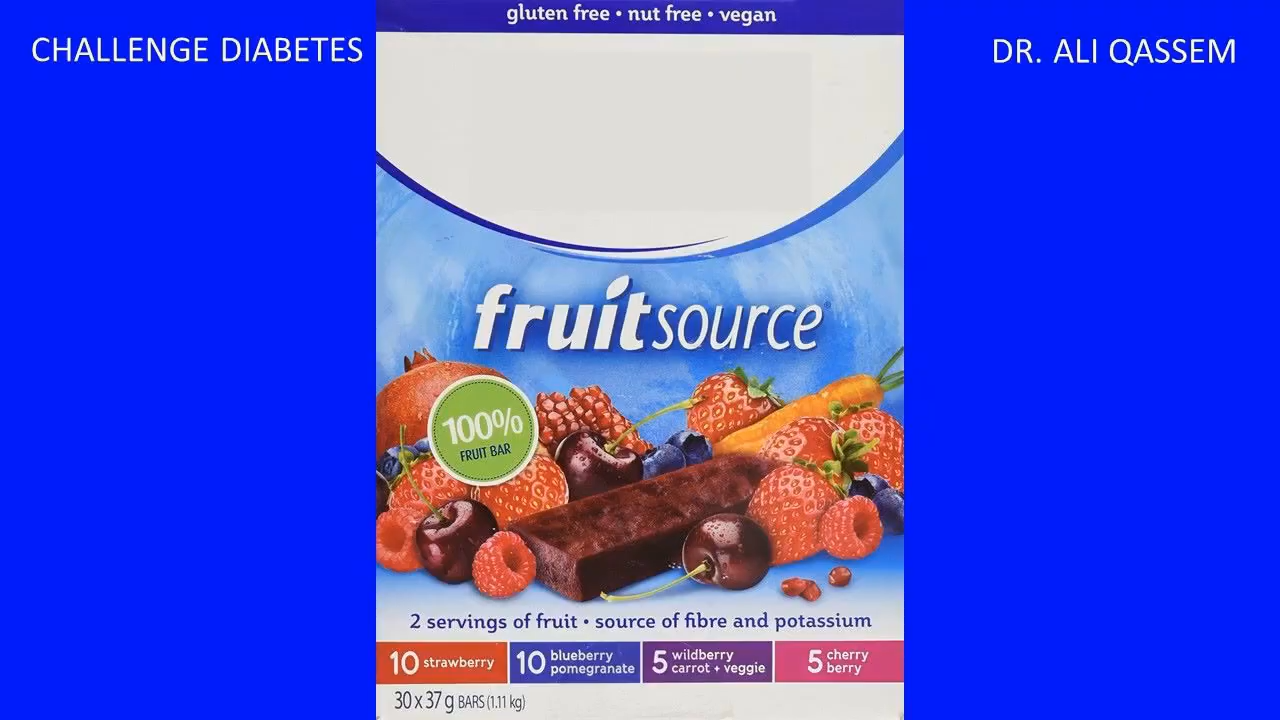 gluten free • nut free • vegan
CHALLENGE DIABETES
DR. ALI QASSEM
fruitsource®
100%
FRUIT BAR
2 servings of fruit • source of fibre and potassium
10 strawberry
10 blueberry
pomegranate
5 wildberry
carrot + veggie
5 cherry
berry
30 x 37g BARS (1.11 kg)